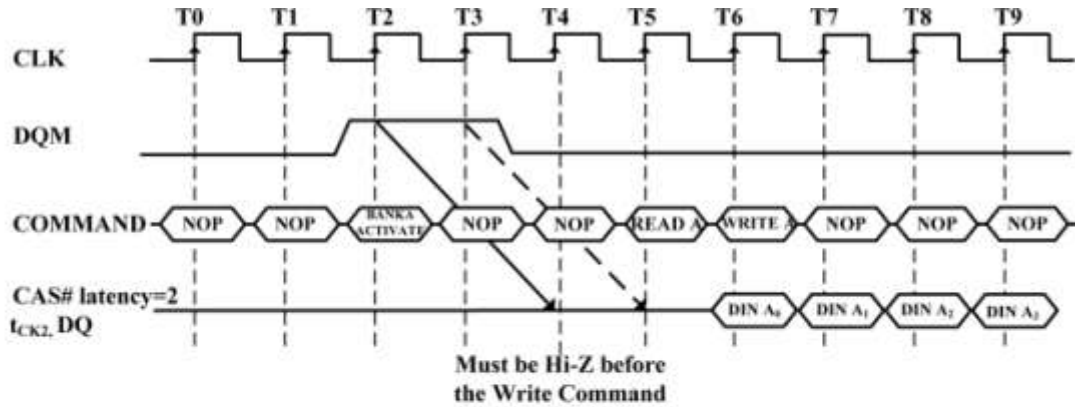 T0 T1 T2 T3 T4 T5 T6 T7 T8 T9
CLK
DQM
COMMAND NOP NOP BANKA ACTIVATE NOP NOP READ A WRITE A NOP NOP NOP
CAS# latency=2
tCK2, DQ DIN A0 DIN A1 DIN A2 DIN A3
Must be Hi-Z before
the Write Command